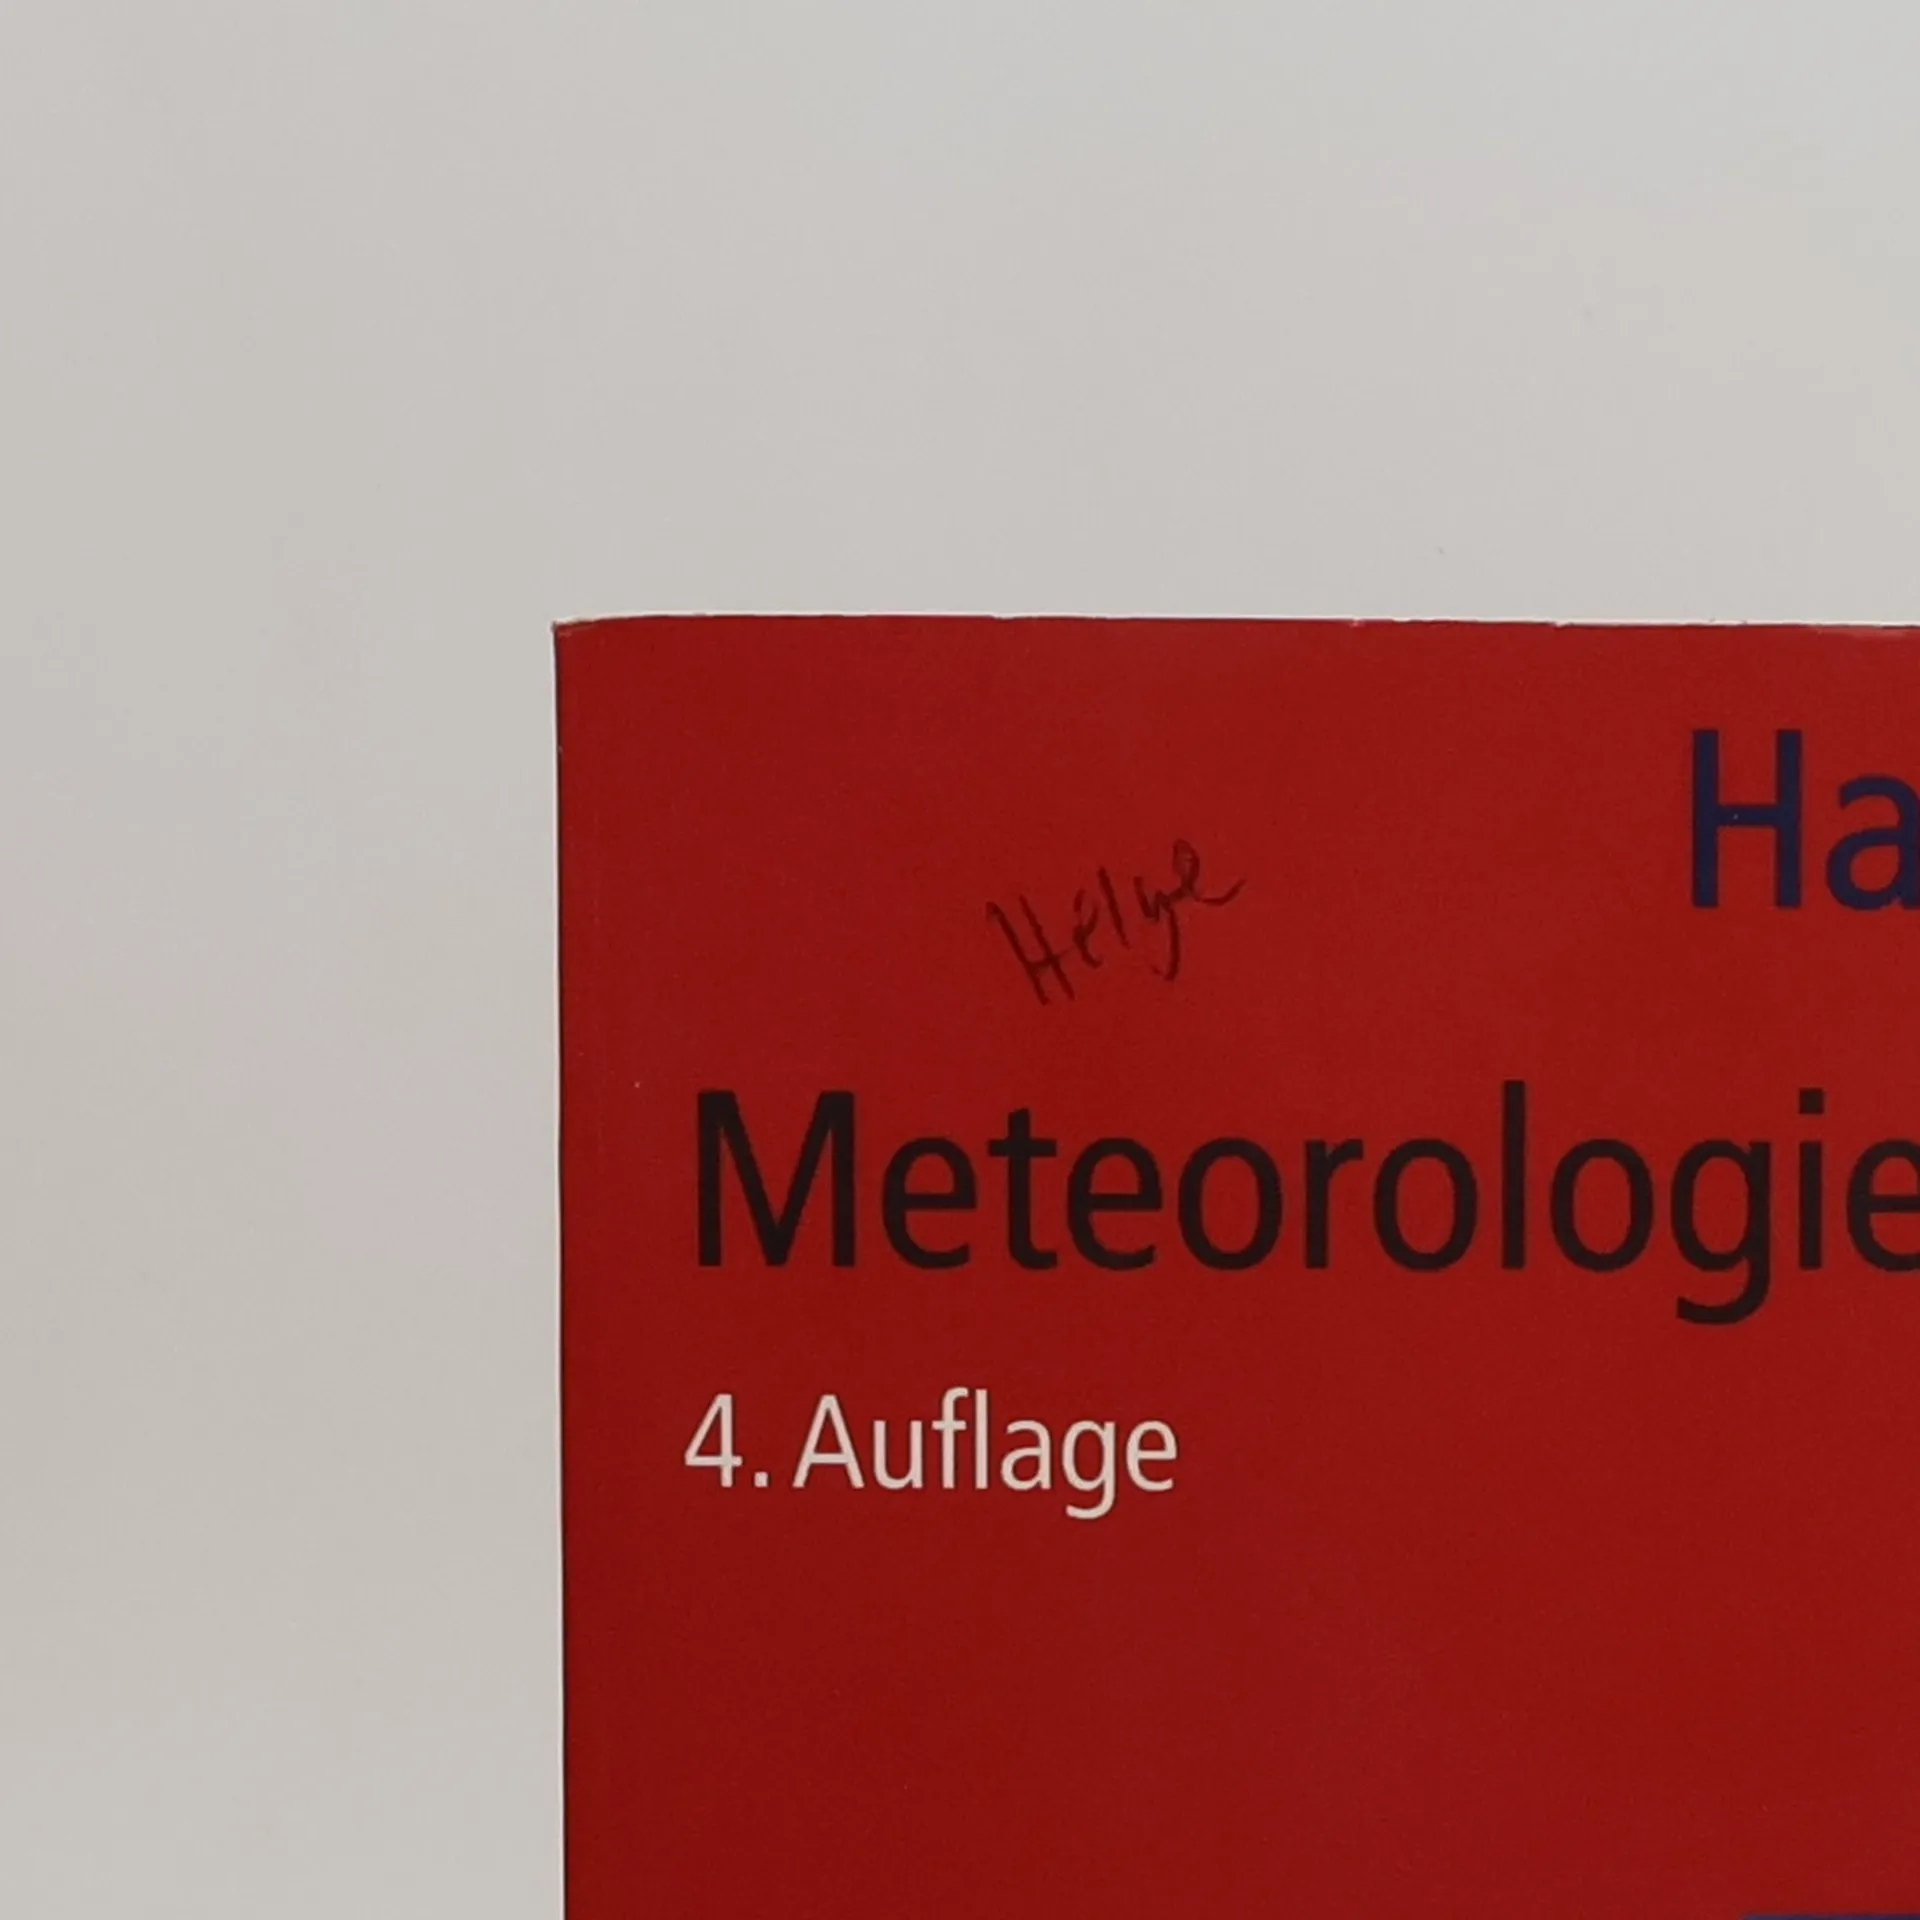 Ha
Helge
Meteorologie
4. Auflage